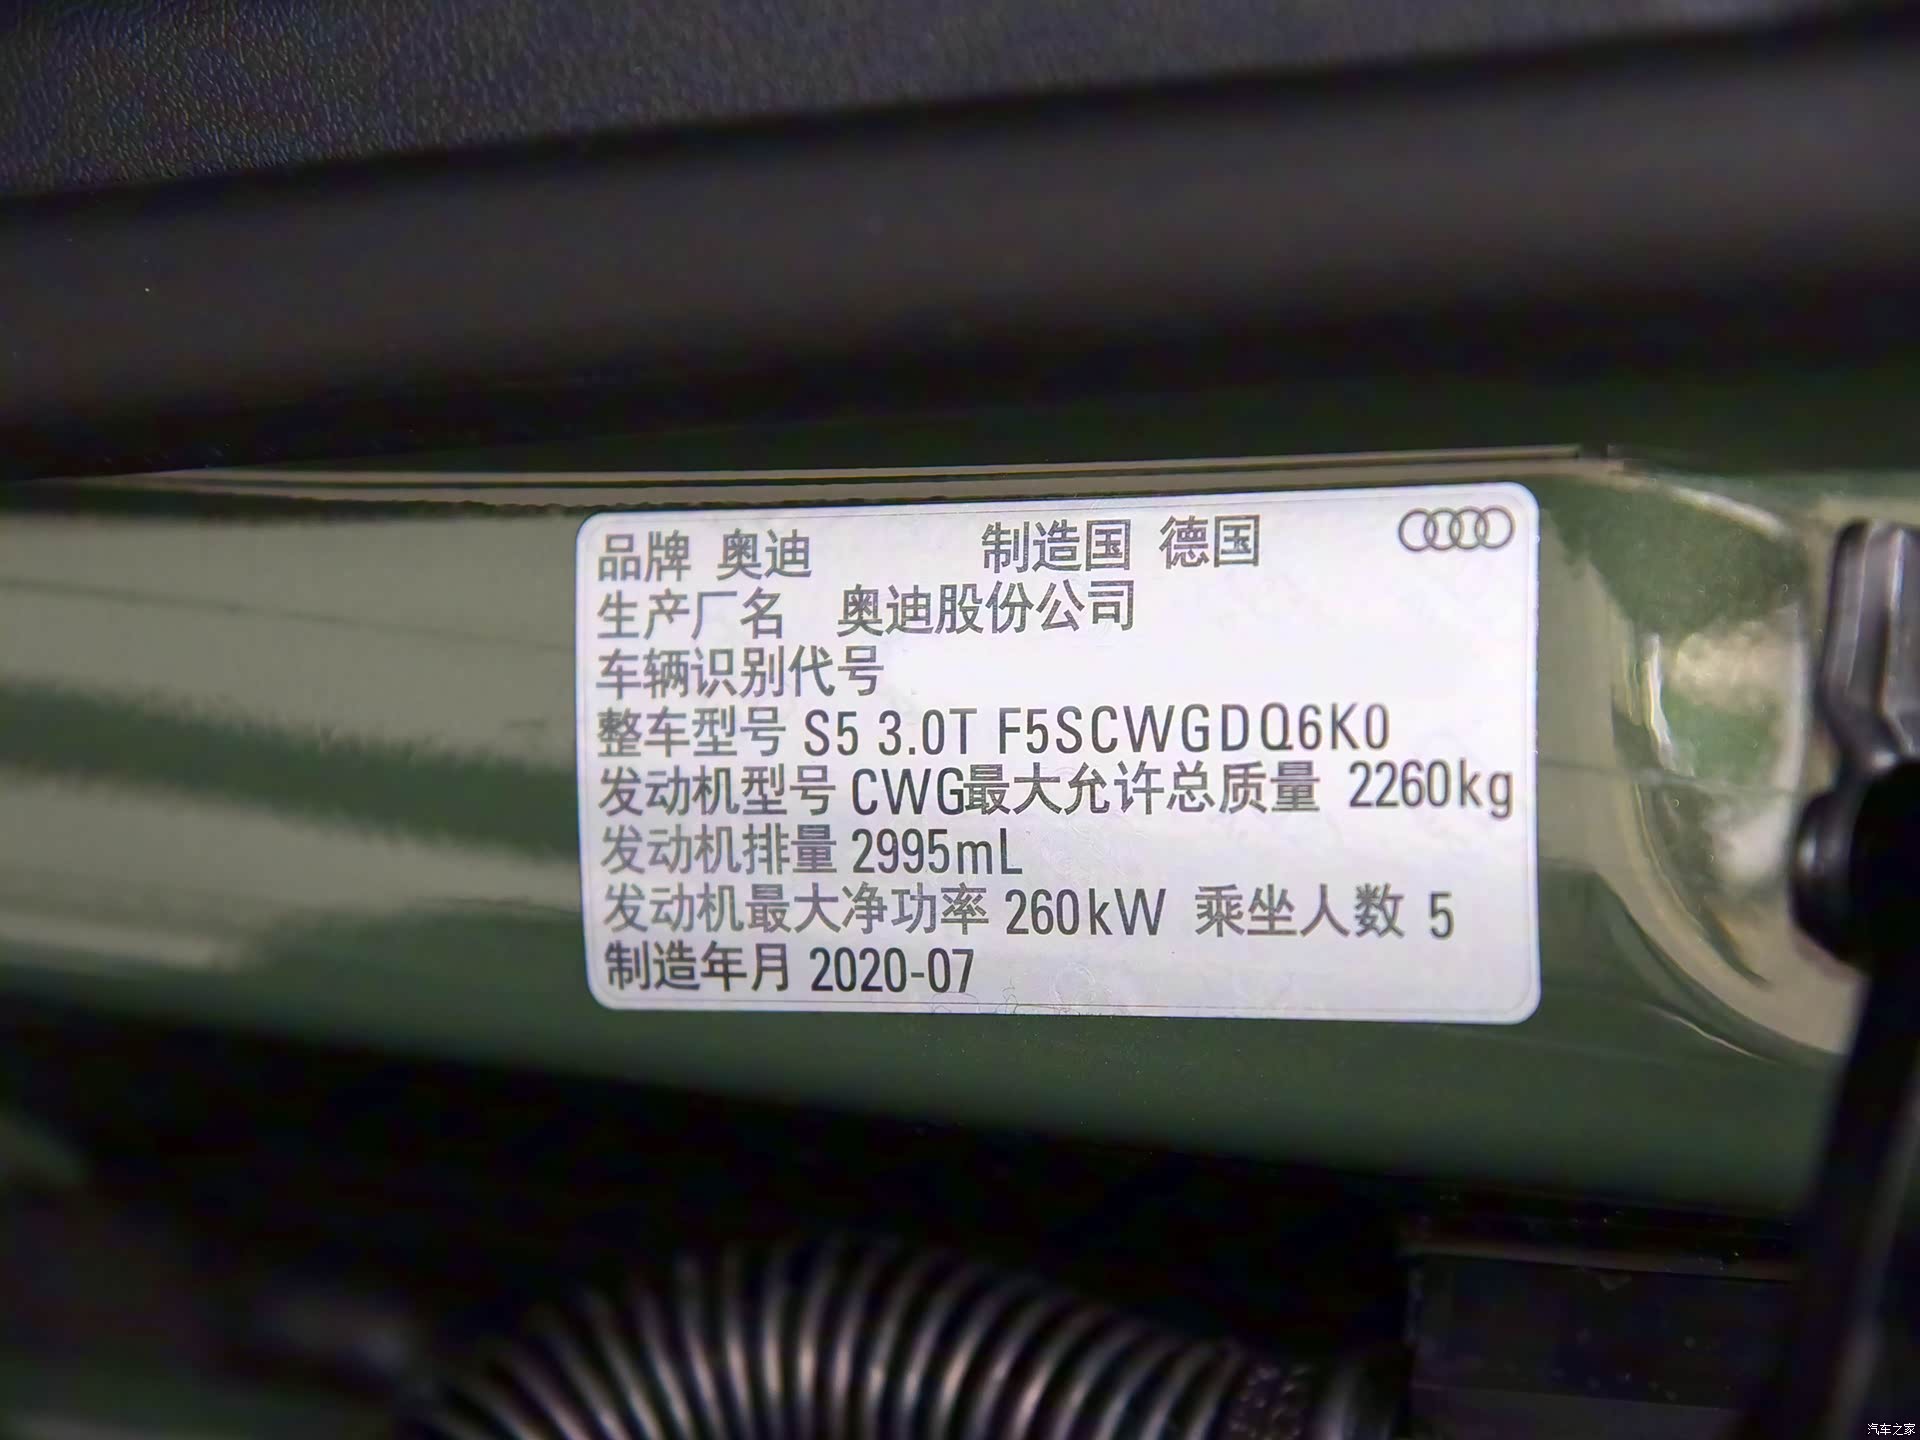 品牌 奥迪 制造国 德国
生产厂名 奥迪股份公司
车辆识别代号
整车型号 S5 3.0T F5SCWGDQ6K0
发动机型号 CWG最大允许总质量 2260kg
发动机排量 2995mL
发动机最大净功率 260kW 乘坐人数 5
制造年月 2020-07
汽车之家